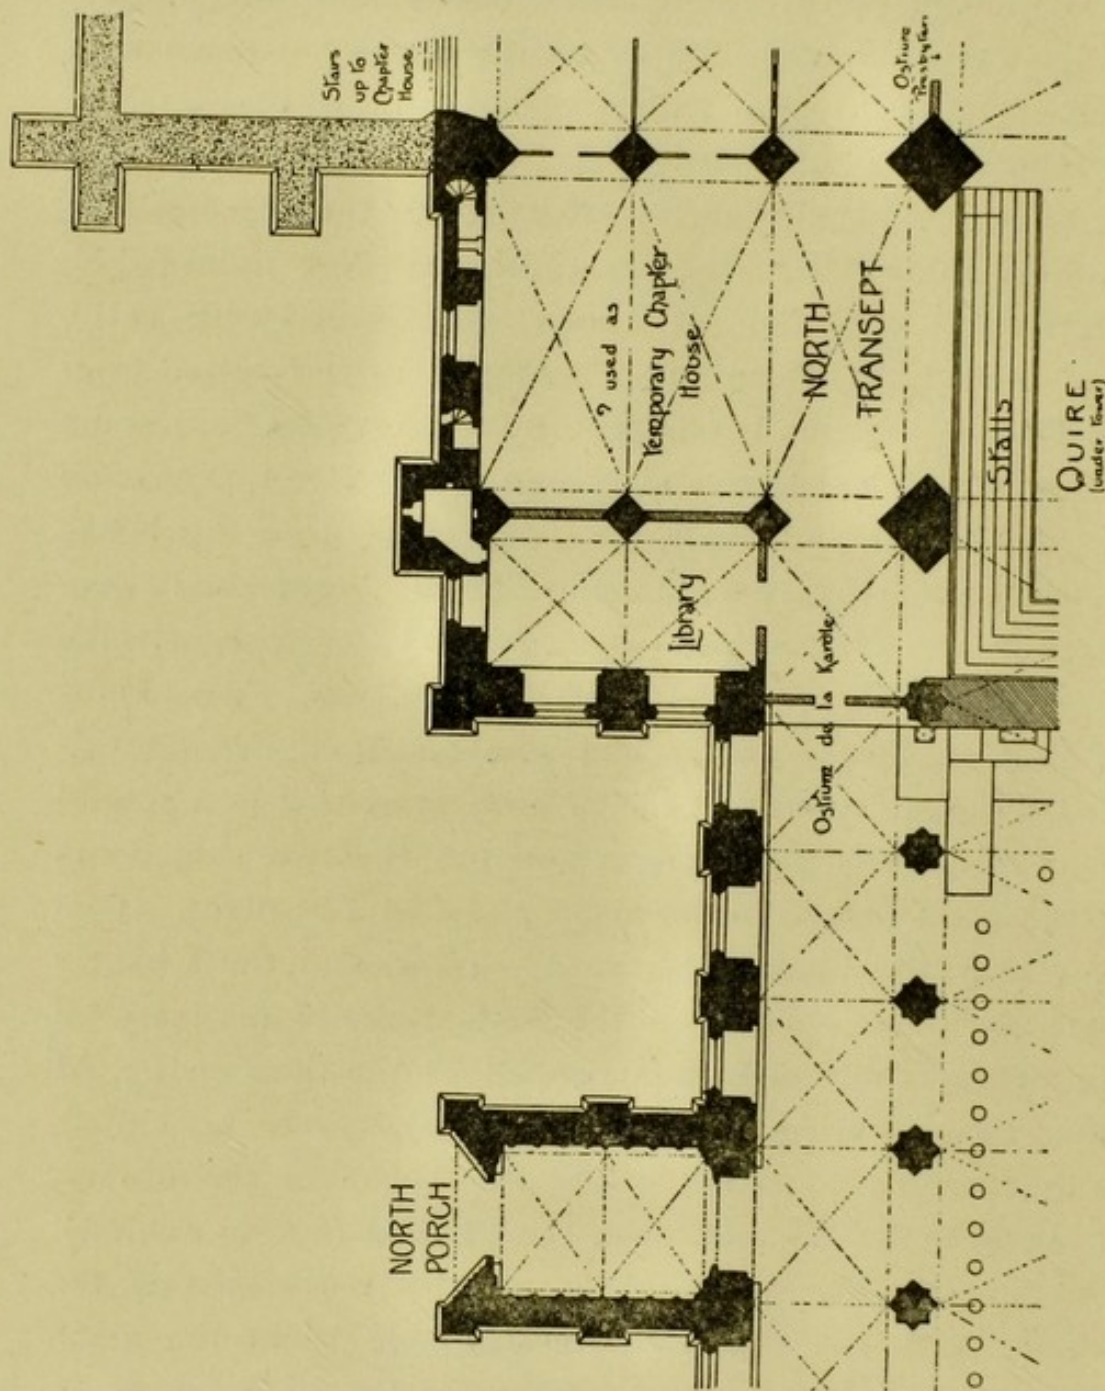 Stairs
up to
Chapter
House
Ostium
Presbyterii
? used as
Temporary Chapter
House
NORTH
TRANSEPT
Stalls
QUIRE
(under Tower)
Library
Ostium de la Karole
NORTH
PORCH